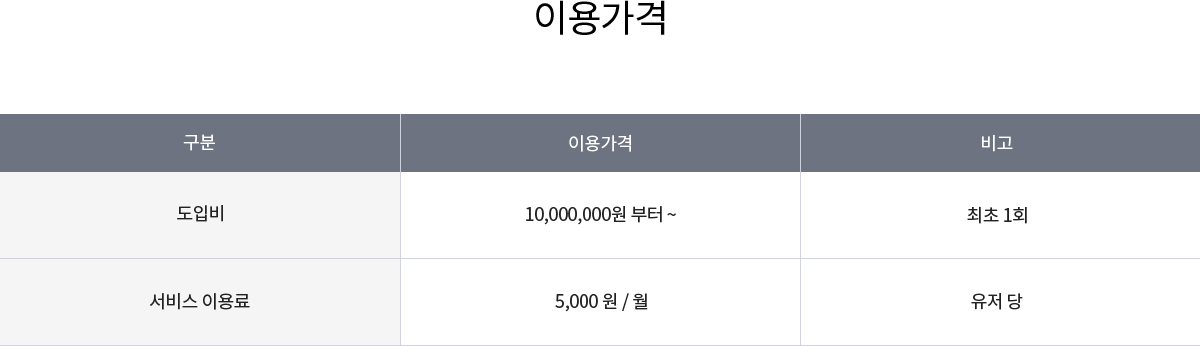 이용가격
구분 이용가격 비고
도입비 10,000,000원 부터 ~ 최초 1회
서비스 이용료 5,000 원 / 월 유저 당